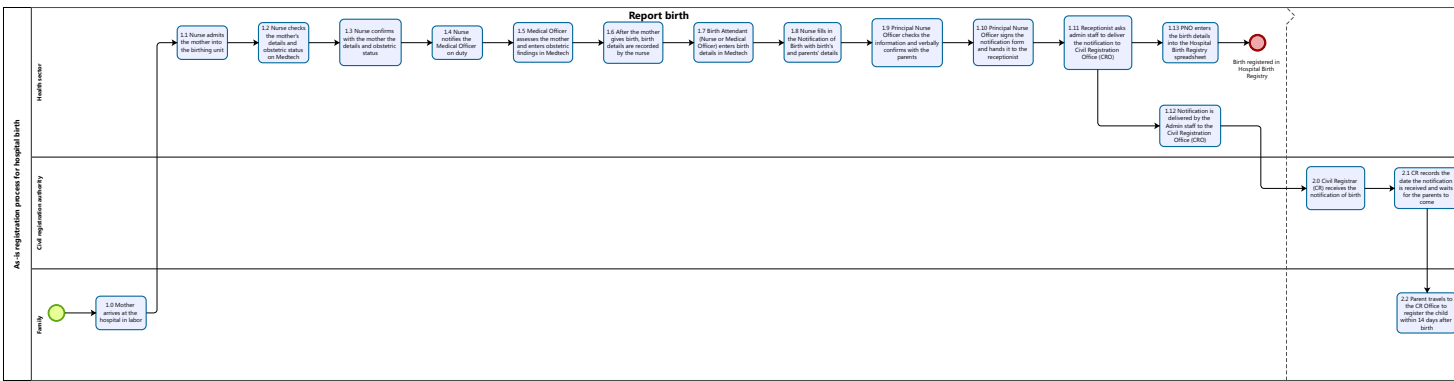 Report birth
As-is registration process for hospital birth
Health sector
1.1 Nurse admits
the mother into
the birthing unit
1.2 Nurse checks
the mother's
details and
obstetric status
on Medtech
1.3 Nurse confirms
with the mother the
details and obstetric
status
1.4 Nurse
notifies the
Medical Officer
on duty
1.5 Medical Officer
assesses the mother
and enters obstetric
findings in Medtech
1.6 After the mother
gives birth, birth
details are recorded
by the nurse
1.7 Birth Attendant
(Nurse or Medical
Officer) enters birth
details in Medtech
1.8 Nurse fills in
the Notification of
Birth with birth's
and parents' details
1.9 Principal Nurse
Officer checks the
information and verbally
confirms with the
parents
1.10 Principal Nurse
Officer signs the
notification form
and hands it to the
receptionist
1.11 Receptionist asks
admin staff to deliver
the notification to
Civil Registration
Office (CRO)
1.13 PNO enters
the birth details
into the Hospital
Birth Registry
spreadsheet
Birth registered in
Hospital Birth
Registry
1.12 Notification is
delivered by the
Admin staff to the
Civil Registration
Office (CRO)
Civil registration authority
2.0 Civil Registrar
(CR) receives the
notification of birth
2.1 CR records the
date the notification
is received and waits
for the parents to
come
Family
1.0 Mother
arrives at the
hospital in labor
2.2 Parent travels to
the CR Office to
register the child
within 14 days after
birth